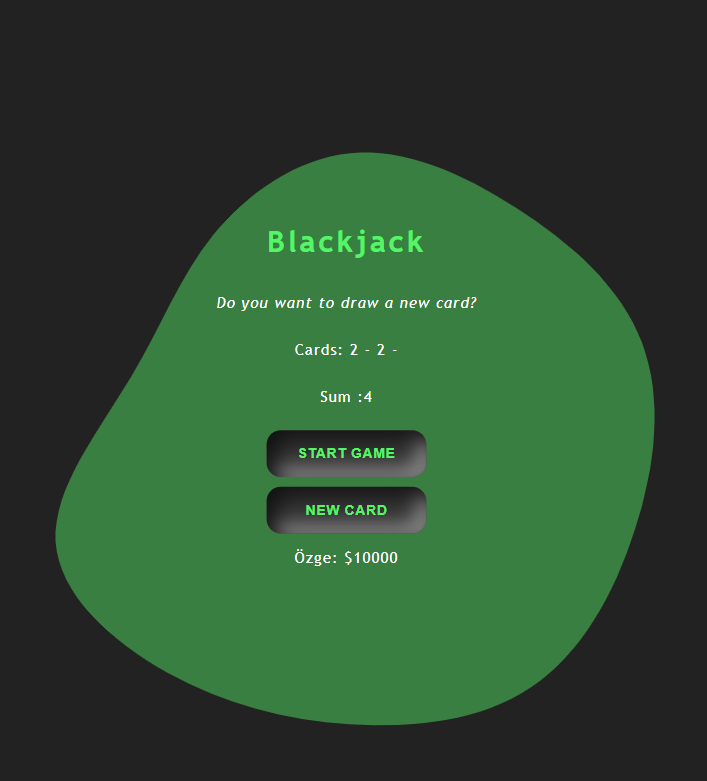 Blackjack
Do you want to draw a new card?
Cards: 2 - 2 -
Sum :4
START GAME
NEW CARD
Özge: $10000